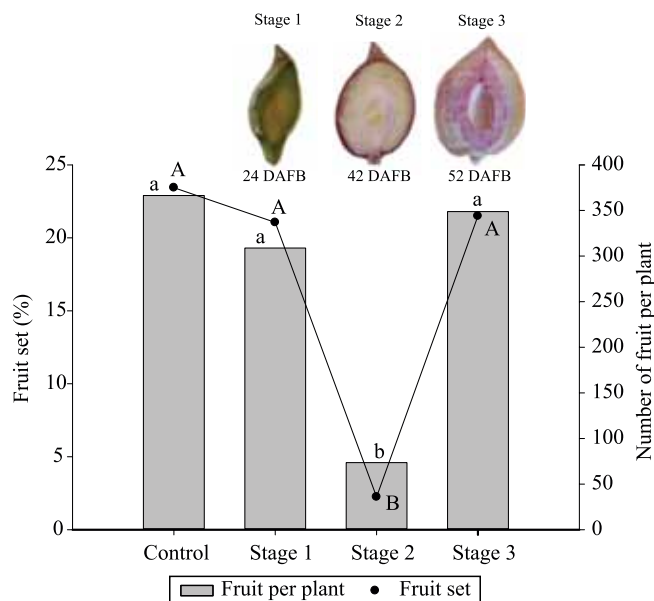 Stage 1 Stage 2 Stage 3
24 DAFB 42 DAFB 52 DAFB
25 400
20 350
15 300
10 250
5 200
0 150
100
50
0
Fruit set (%)
Number of fruit per plant
a A
a A
b B
a A
Control Stage 1 Stage 2 Stage 3
Fruit per plant Fruit set